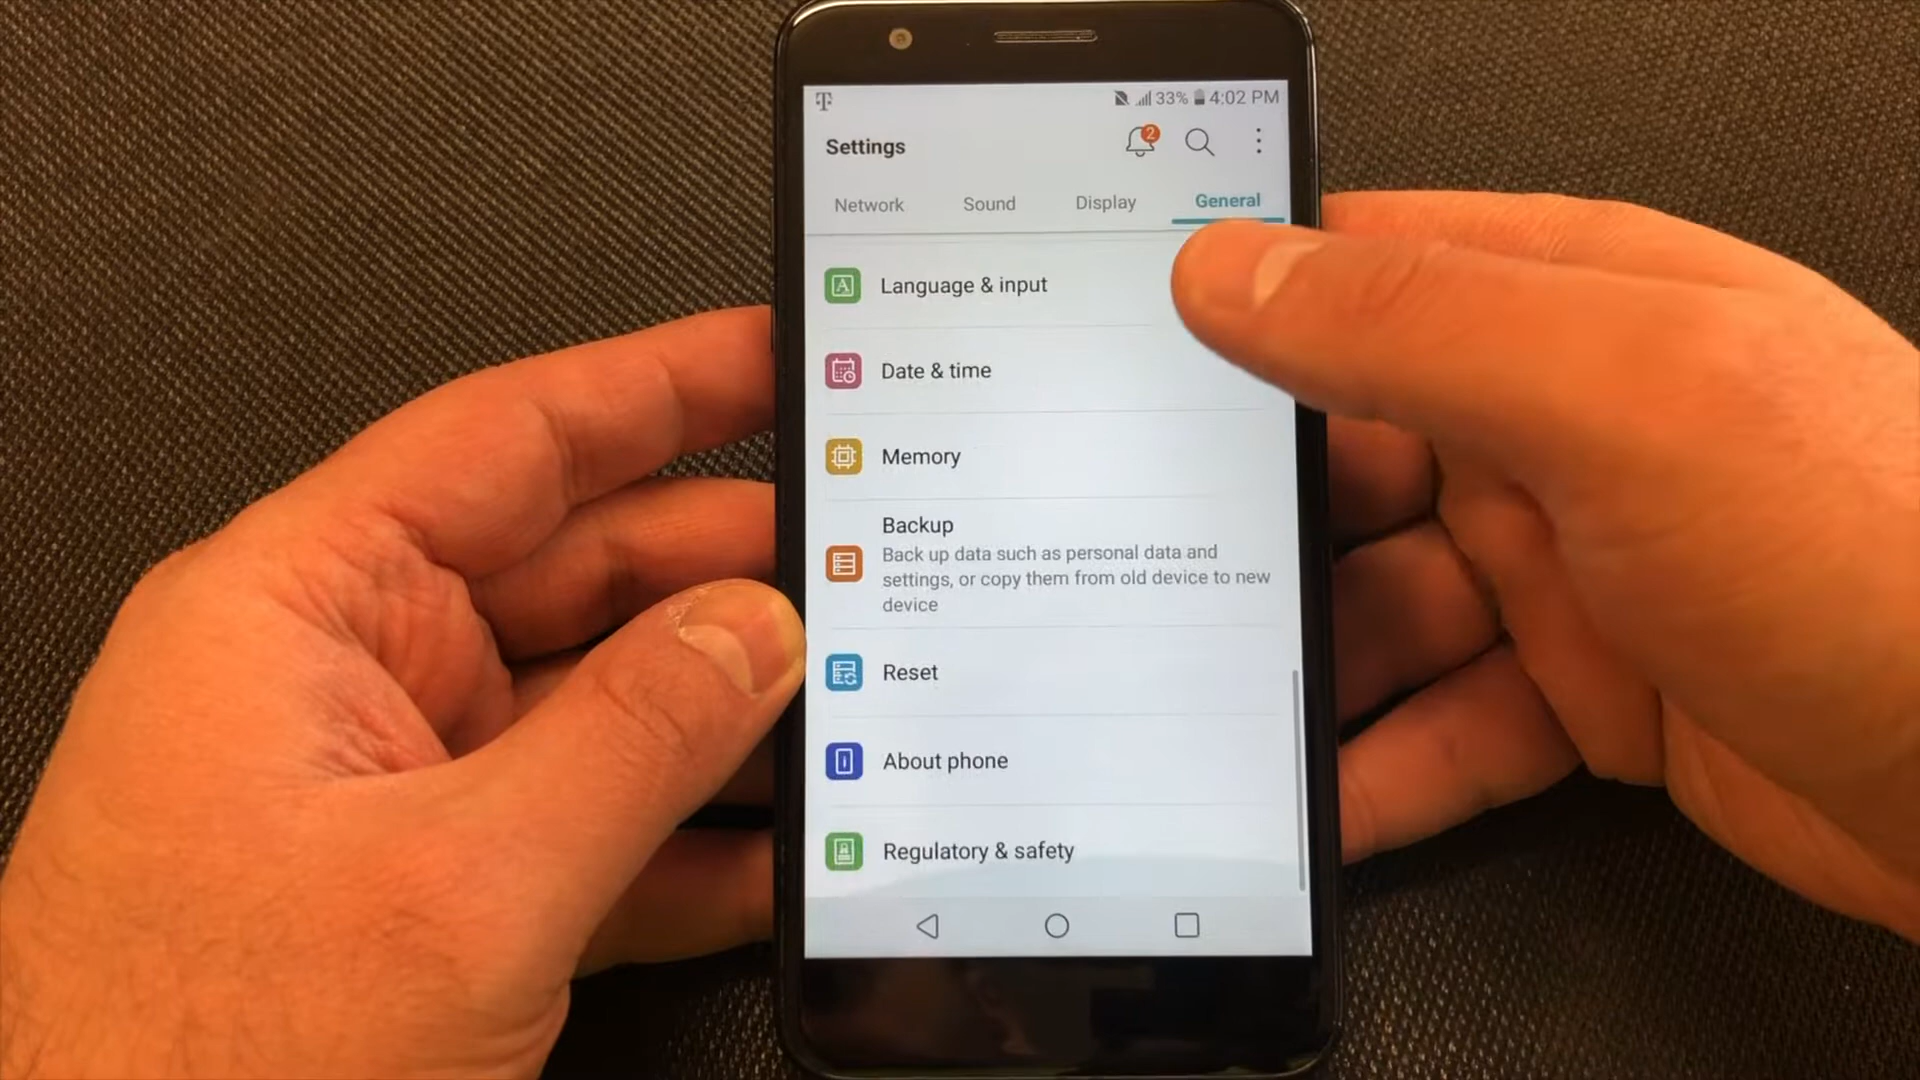 T 33% 4:02 PM
Settings 2
Network Sound Display General
Language & input
Date & time
Memory
Backup
Back up data such as personal data and
settings, or copy them from old device to new
device
Reset
About phone
Regulatory & safety